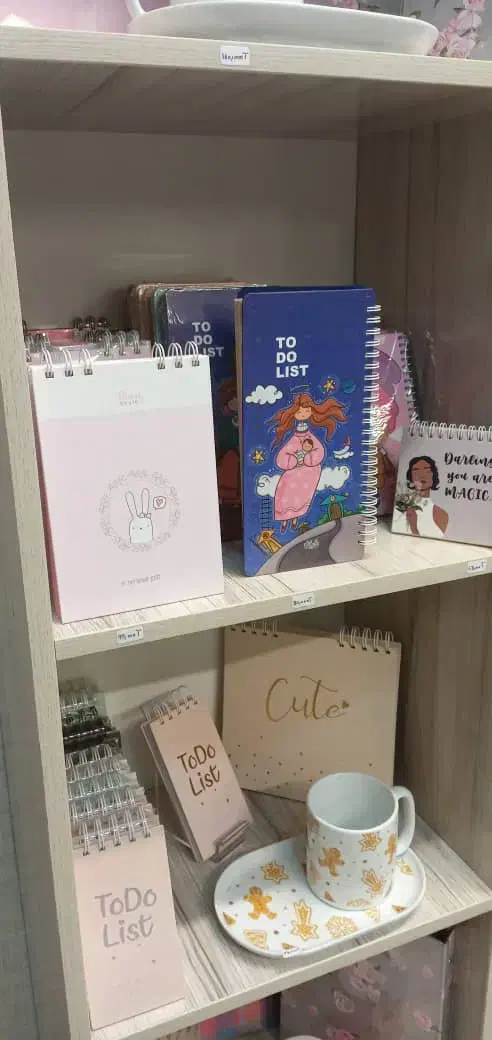 TO
DO
LIST
TO
DO
LIST
Darling
you are
MAGIC.
Cute
ToDo
List
ToDo
List